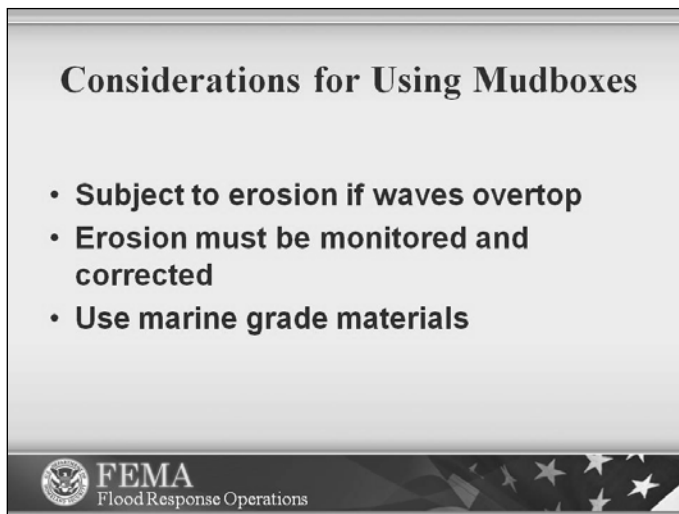 Considerations for Using Mudboxes
• Subject to erosion if waves overtop
• Erosion must be monitored and
corrected
• Use marine grade materials
FEMA
Flood Response Operations